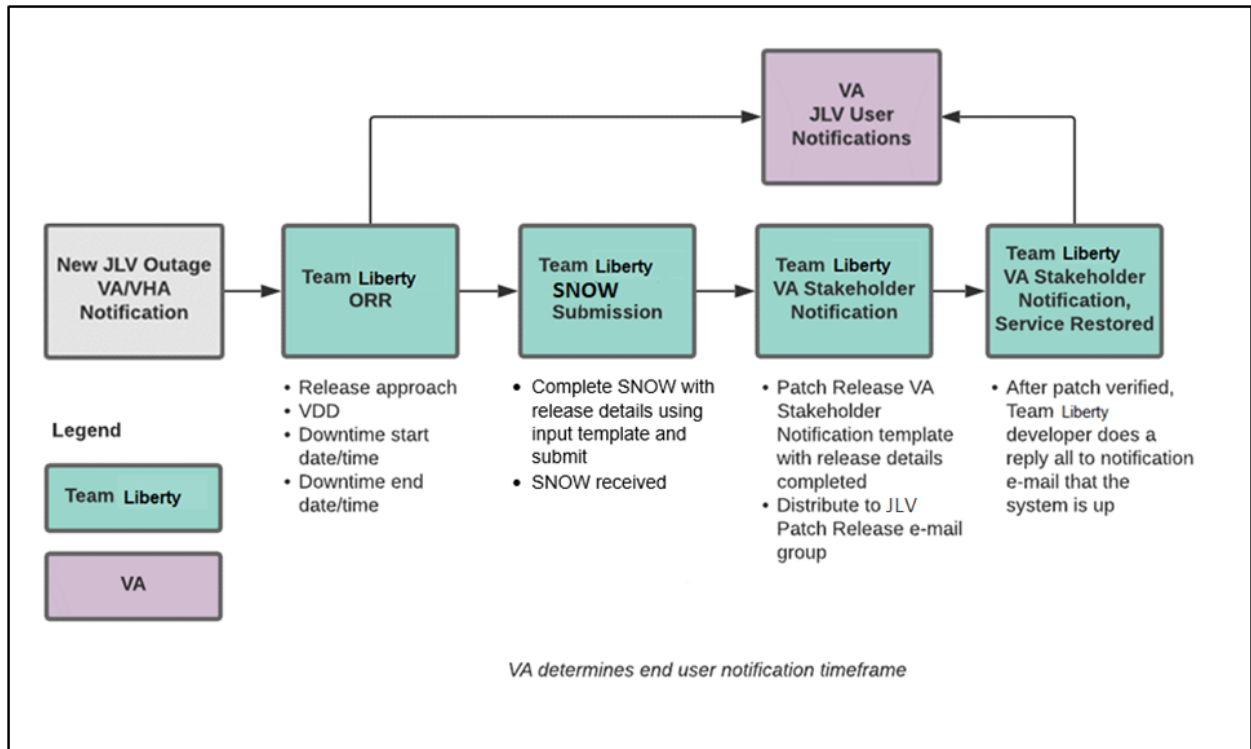 VA
JLV User
Notifications
New JLV Outage
VA/VHA
Notification
Team Liberty
ORR
Team Liberty
SNOW
Submission
Team Liberty
VA Stakeholder
Notification
Team Liberty
VA Stakeholder
Notification,
Service Restored
• Release approach
• VDD
• Downtime start
date/time
• Downtime end
date/time
• Complete SNOW with
release details using
input template and
submit
• SNOW received
• Patch Release VA
Stakeholder
Notification template
with release details
completed
• Distribute to JLV
Patch Release e-mail
group
• After patch verified,
Team Liberty
developer does a
reply all to notification
e-mail that the
system is up
Legend
Team Liberty
VA
VA determines end user notification timeframe